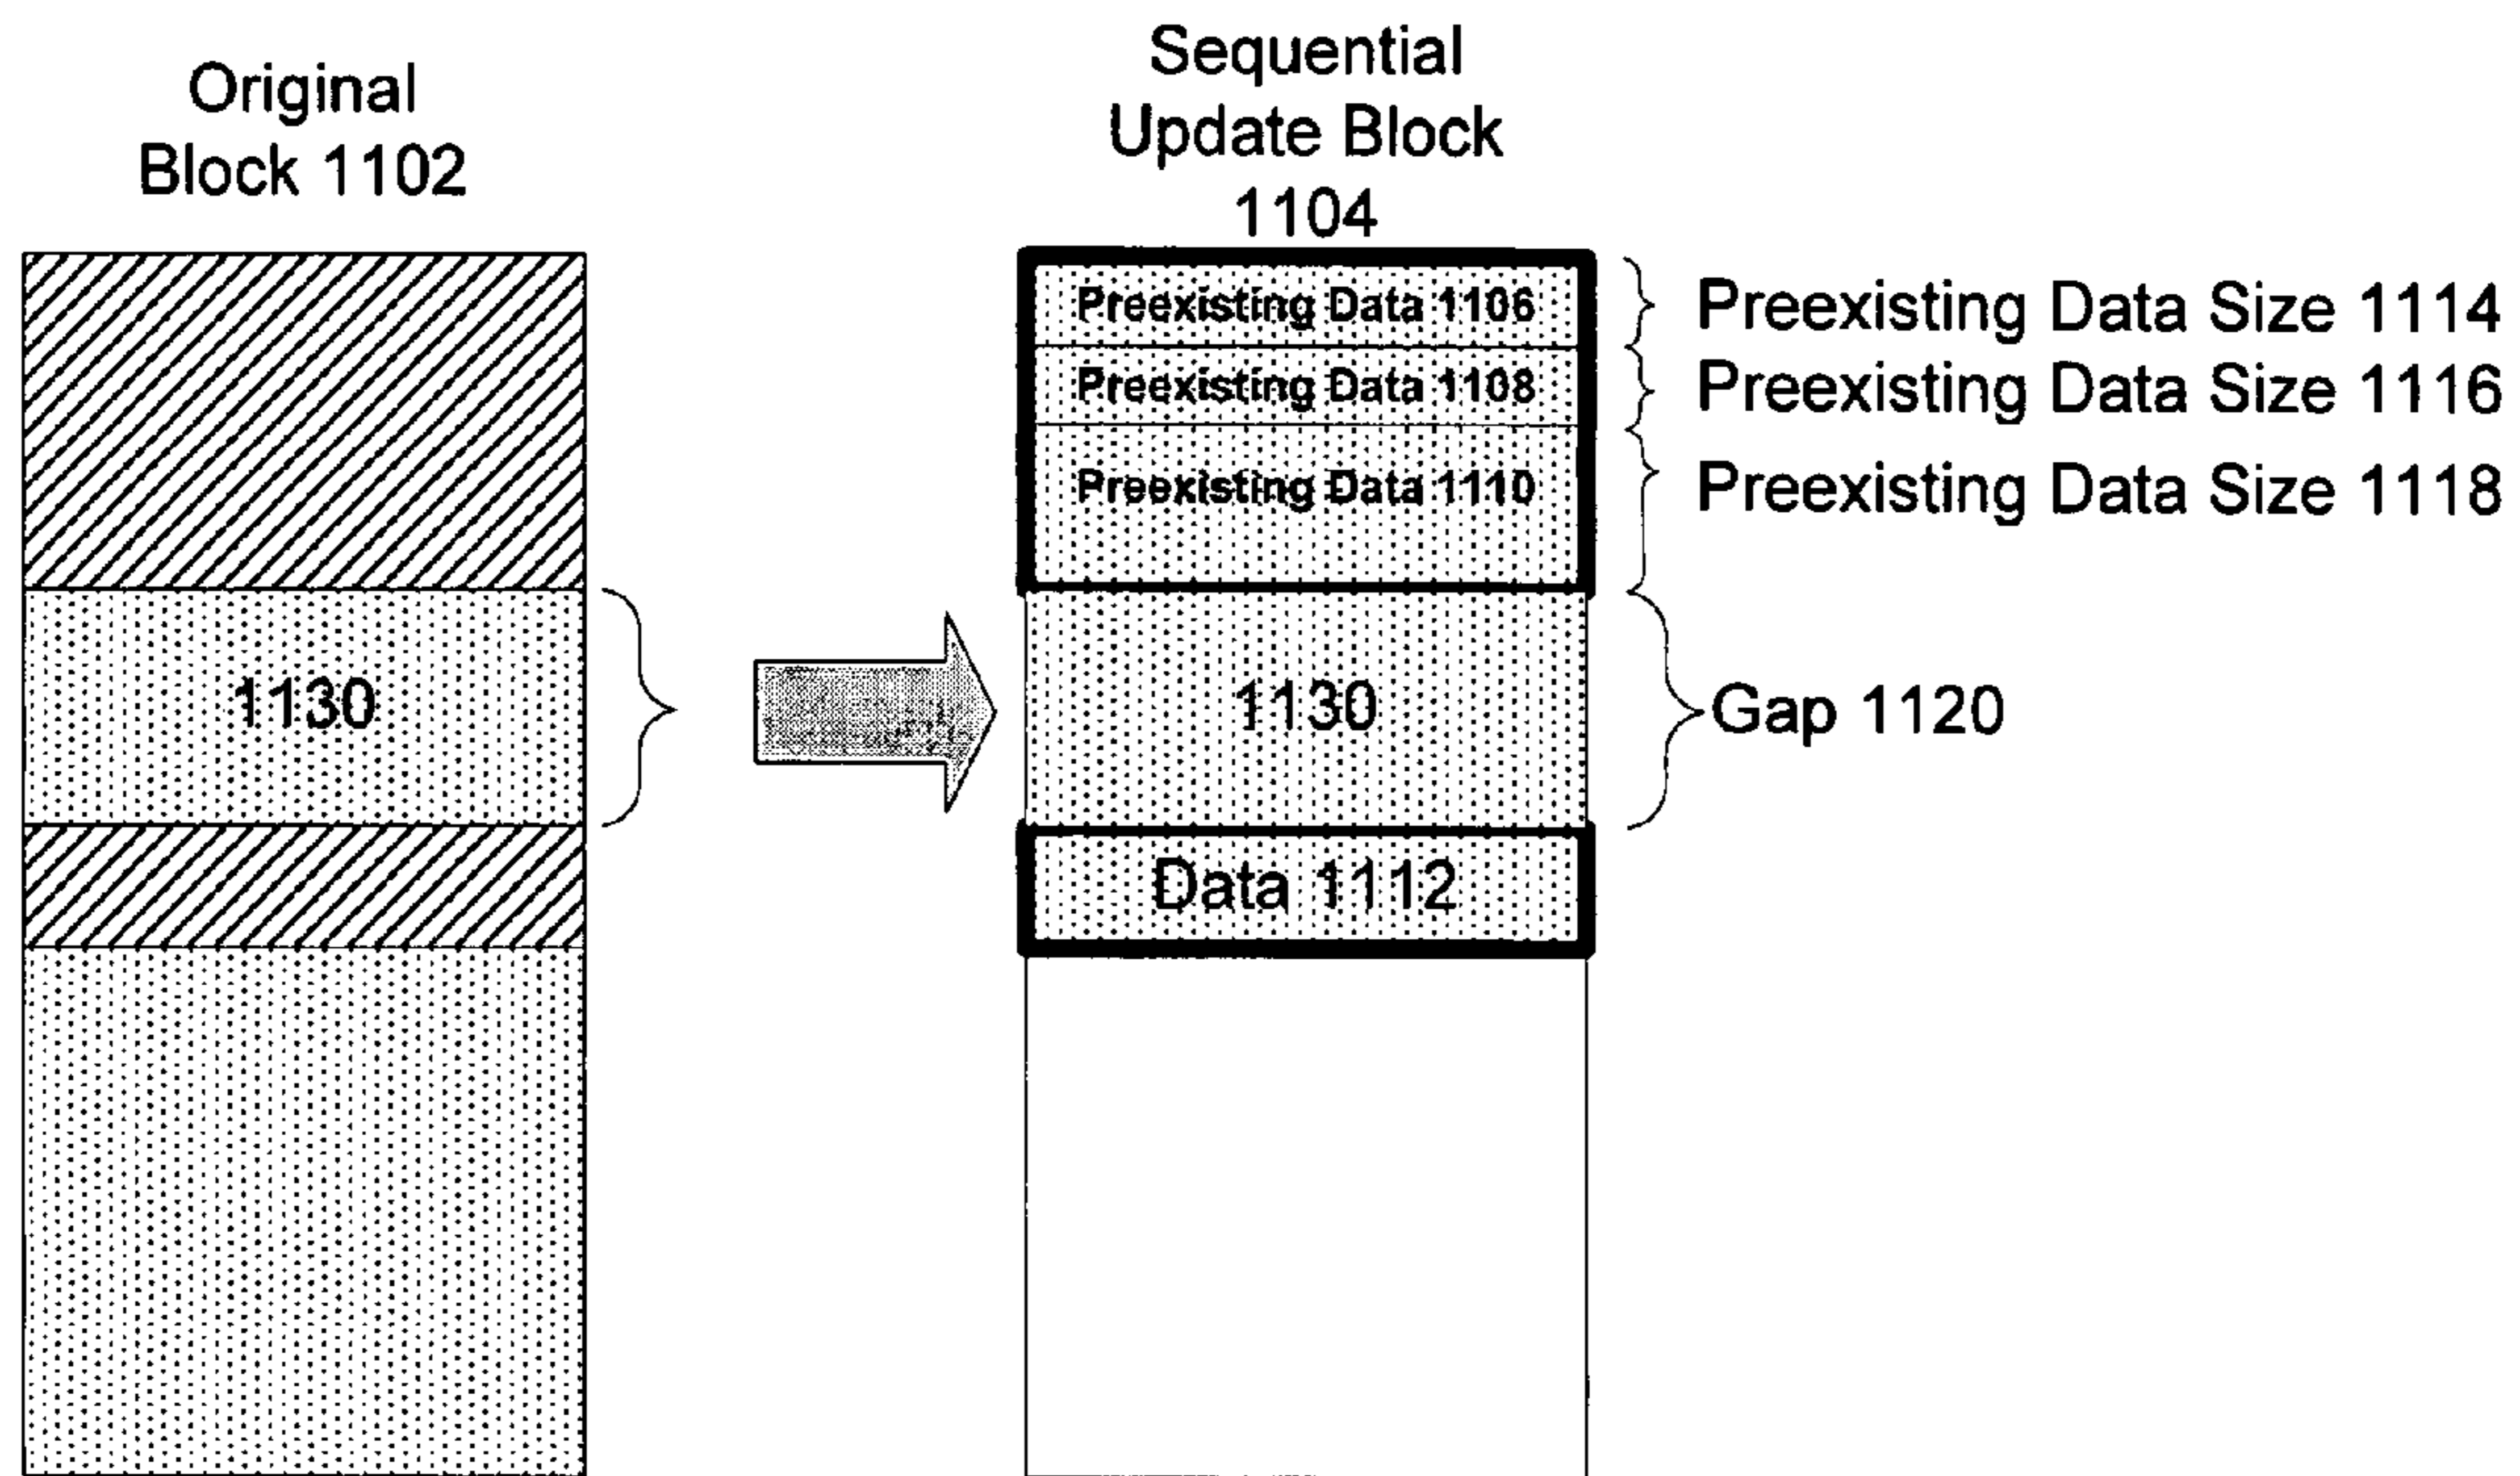 Original
Block 1102
Sequential
Update Block
1104
Preexisting Data 1106
Preexisting Data Size 1114
Preexisting Data 1108
Preexisting Data Size 1116
Preexisting Data 1110
Preexisting Data Size 1118
1130
1130
Gap 1120
Data 1112